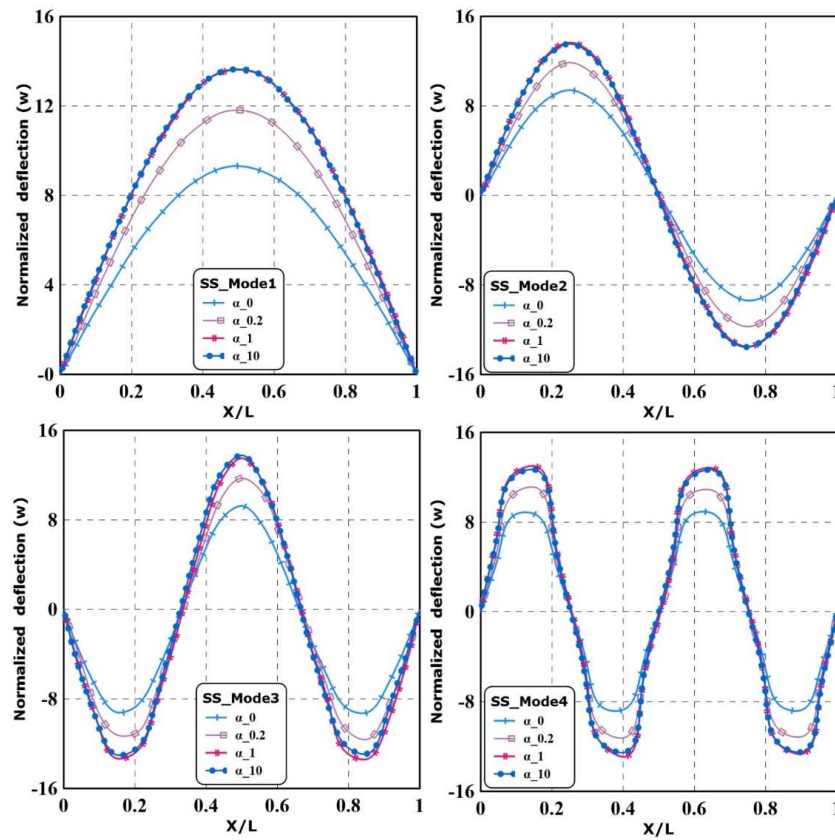 Normalized deflection (w)
16
12
8
4
-0
0 0.2 0.4 0.6 0.8 1
X/L
SS_Mode1
α_0
α_0.2
α_1
α_10
Normalized deflection (w)
16
8
0
-8
-16
0 0.2 0.4 0.6 0.8 1
X/L
SS_Mode2
α_0
α_0.2
α_1
α_10
Normalized deflection (w)
16
8
0
-8
-16
0 0.2 0.4 0.6 0.8 1
X/L
SS_Mode3
α_0
α_0.2
α_1
α_10
Normalized deflection (w)
16
8
0
-8
-16
0 0.2 0.4 0.6 0.8 1
X/L
SS_Mode4
α_0
α_0.2
α_1
α_10